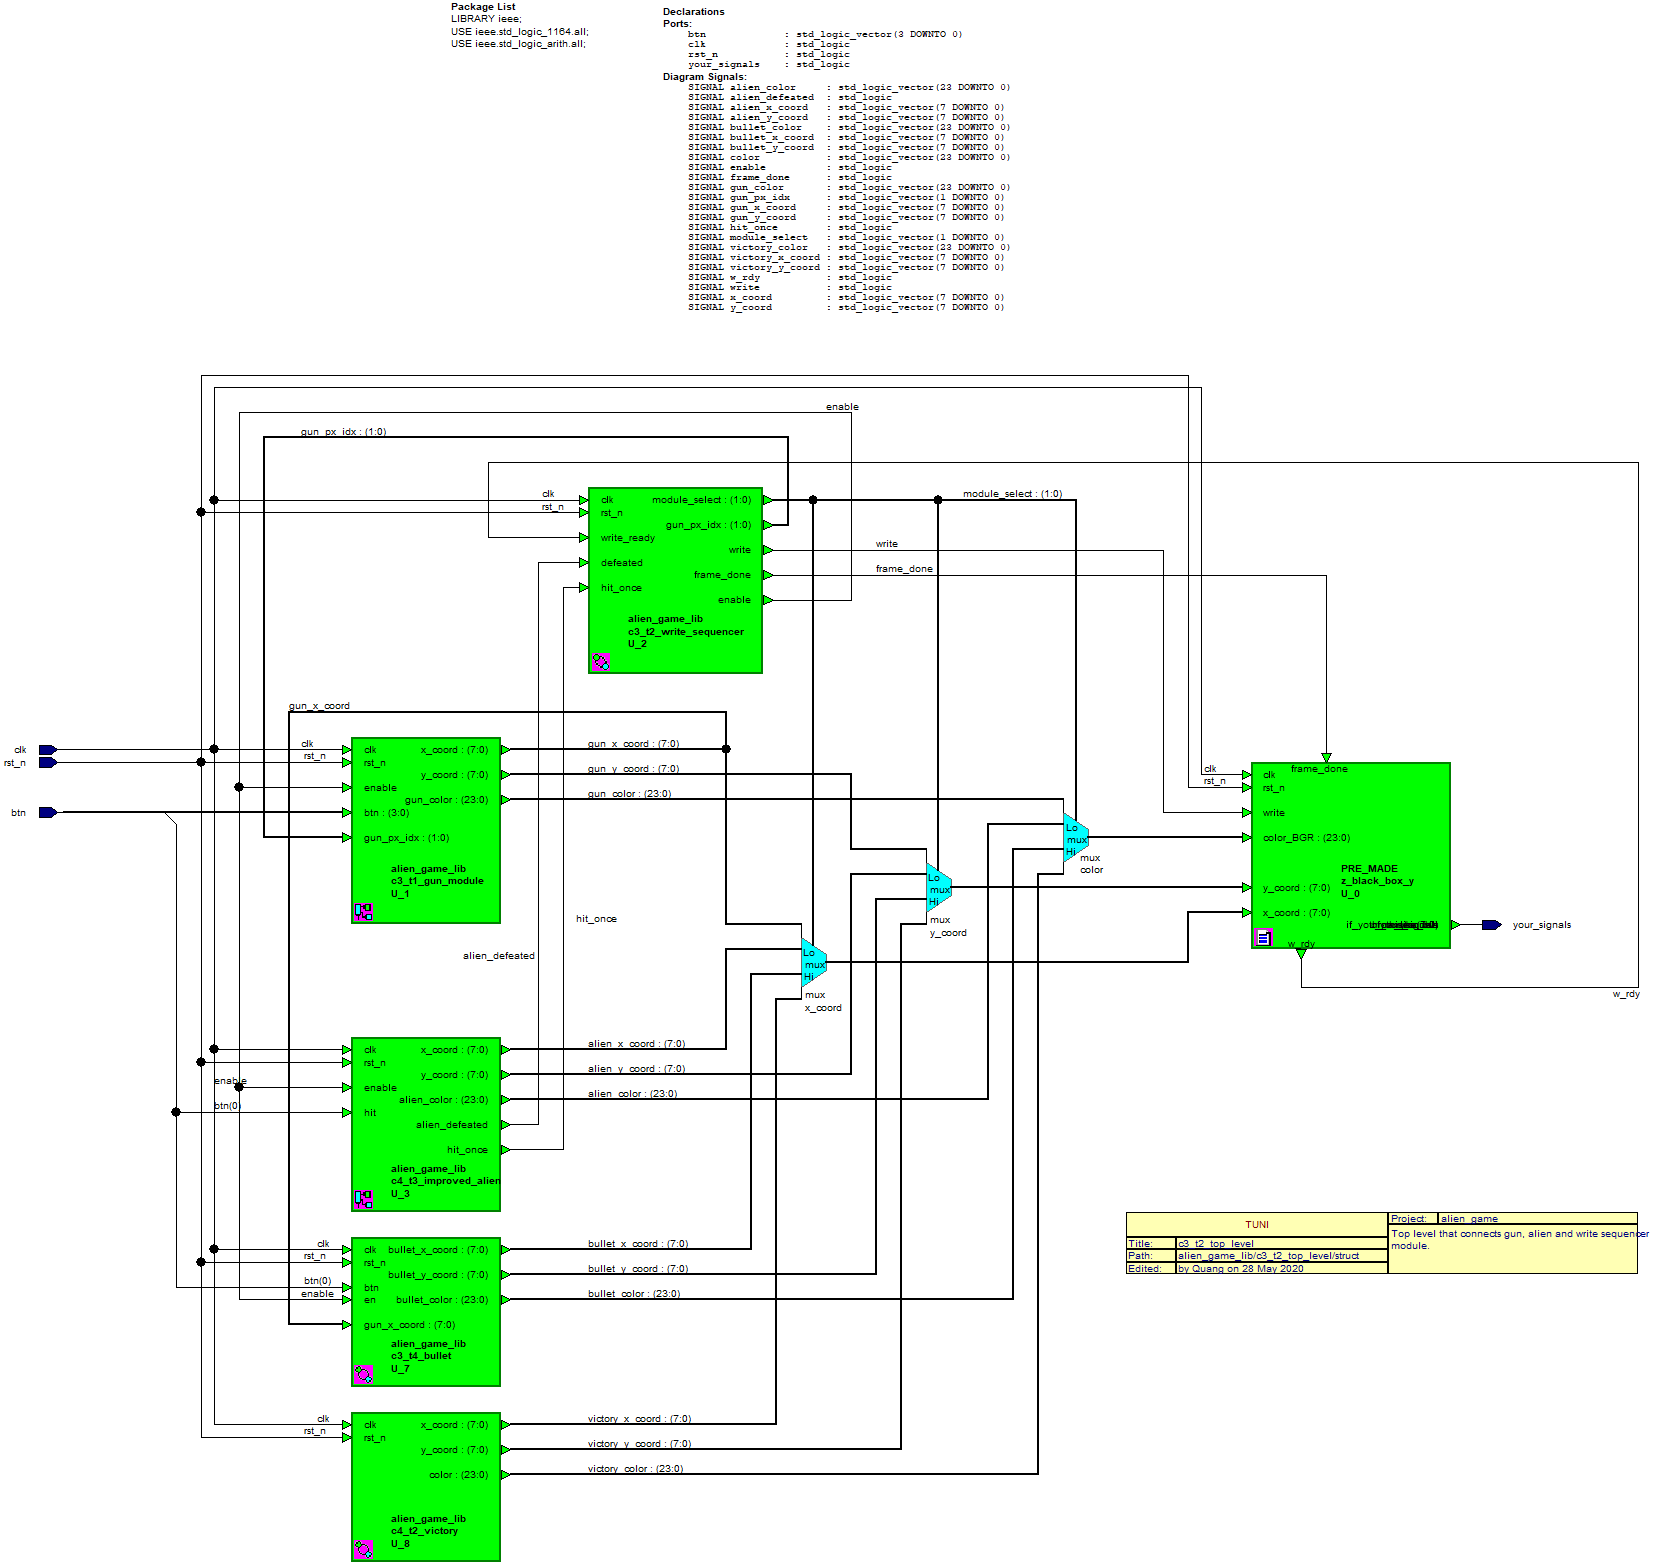 Package List
LIBRARY ieee;
USE ieee.std_logic_1164.all;
USE ieee.std_logic_arith.all;
Declarations
Ports:
btn : std_logic_vector(3 DOWNTO 0)
clk : std_logic
rst_n : std_logic
your_signals : std_logic
Diagram Signals:
SIGNAL alien_color : std_logic_vector(23 DOWNTO 0)
SIGNAL alien_defeated : std_logic
SIGNAL alien_x_coord : std_logic_vector(7 DOWNTO 0)
SIGNAL alien_y_coord : std_logic_vector(7 DOWNTO 0)
SIGNAL bullet_color : std_logic_vector(23 DOWNTO 0)
SIGNAL bullet_x_coord : std_logic_vector(7 DOWNTO 0)
SIGNAL bullet_y_coord : std_logic_vector(7 DOWNTO 0)
SIGNAL color : std_logic_vector(23 DOWNTO 0)
SIGNAL enable : std_logic
SIGNAL frame_done : std_logic
SIGNAL gun_color : std_logic_vector(23 DOWNTO 0)
SIGNAL gun_px_idx : std_logic_vector(1 DOWNTO 0)
SIGNAL gun_x_coord : std_logic_vector(7 DOWNTO 0)
SIGNAL gun_y_coord : std_logic_vector(7 DOWNTO 0)
SIGNAL hit_once : std_logic
SIGNAL module_select : std_logic_vector(1 DOWNTO 0)
SIGNAL victory_color : std_logic_vector(23 DOWNTO 0)
SIGNAL victory_x_coord : std_logic_vector(7 DOWNTO 0)
SIGNAL victory_y_coord : std_logic_vector(7 DOWNTO 0)
SIGNAL w_rdy : std_logic
SIGNAL write : std_logic
SIGNAL x_coord : std_logic_vector(7 DOWNTO 0)
SIGNAL y_coord : std_logic_vector(7 DOWNTO 0)
enable
gun_px_idx : (1:0)
clk
rst_n
clk
rst_n
write_ready
defeated
hit_once
module_select : (1:0)
gun_px_idx : (1:0)
write
frame_done
enable
alien_game_lib
c3_t2_write_sequencer
U_2
module_select : (1:0)
write
frame_done
gun_x_coord
clk
rst_n
btn
clk
rst_n
clk
rst_n
enable
btn : (3:0)
gun_px_idx : (1:0)
x_coord : (7:0)
y_coord : (7:0)
gun_color : (23:0)
alien_game_lib
c3_t1_gun_module
U_1
gun_x_coord : (7:0)
gun_y_coord : (7:0)
gun_color : (23:0)
hit_once
alien_defeated
Lo
mux
Hi
mux
color
Lo
mux
Hi
mux
y_coord
Lo
mux
Hi
mux
x_coord
clk
rst_n
frame_done
clk
rst_n
write
color_BGR : (23:0)
y_coord : (7:0)
x_coord : (7:0)
PRE_MADE
z_black_box_y
U_0
w_rdy
your_signals
w_rdy
enable
btn(0)
clk
rst_n
enable
hit
x_coord : (7:0)
y_coord : (7:0)
alien_color : (23:0)
alien_defeated
hit_once
alien_game_lib
c4_t3_improved_alien
U_3
alien_x_coord : (7:0)
alien_y_coord : (7:0)
alien_color : (23:0)
clk
rst_n
btn(0)
enable
clk
rst_n
btn
en
gun_x_coord : (7:0)
bullet_x_coord : (7:0)
bullet_y_coord : (7:0)
bullet_color : (23:0)
alien_game_lib
c3_t4_bullet
U_7
bullet_x_coord : (7:0)
bullet_y_coord : (7:0)
bullet_color : (23:0)
clk
rst_n
clk
rst_n
x_coord : (7:0)
y_coord : (7:0)
color : (23:0)
alien_game_lib
c4_t2_victory
U_8
victory_x_coord : (7:0)
victory_y_coord : (7:0)
victory_color : (23:0)
TUNI
Title: c3_t2_top_level
Path: alien_game_lib/c3_t2_top_level/struct
Edited: by Quang on 28 May 2020
Project: alien_game
Top level that connects gun, alien and write sequencer
module.